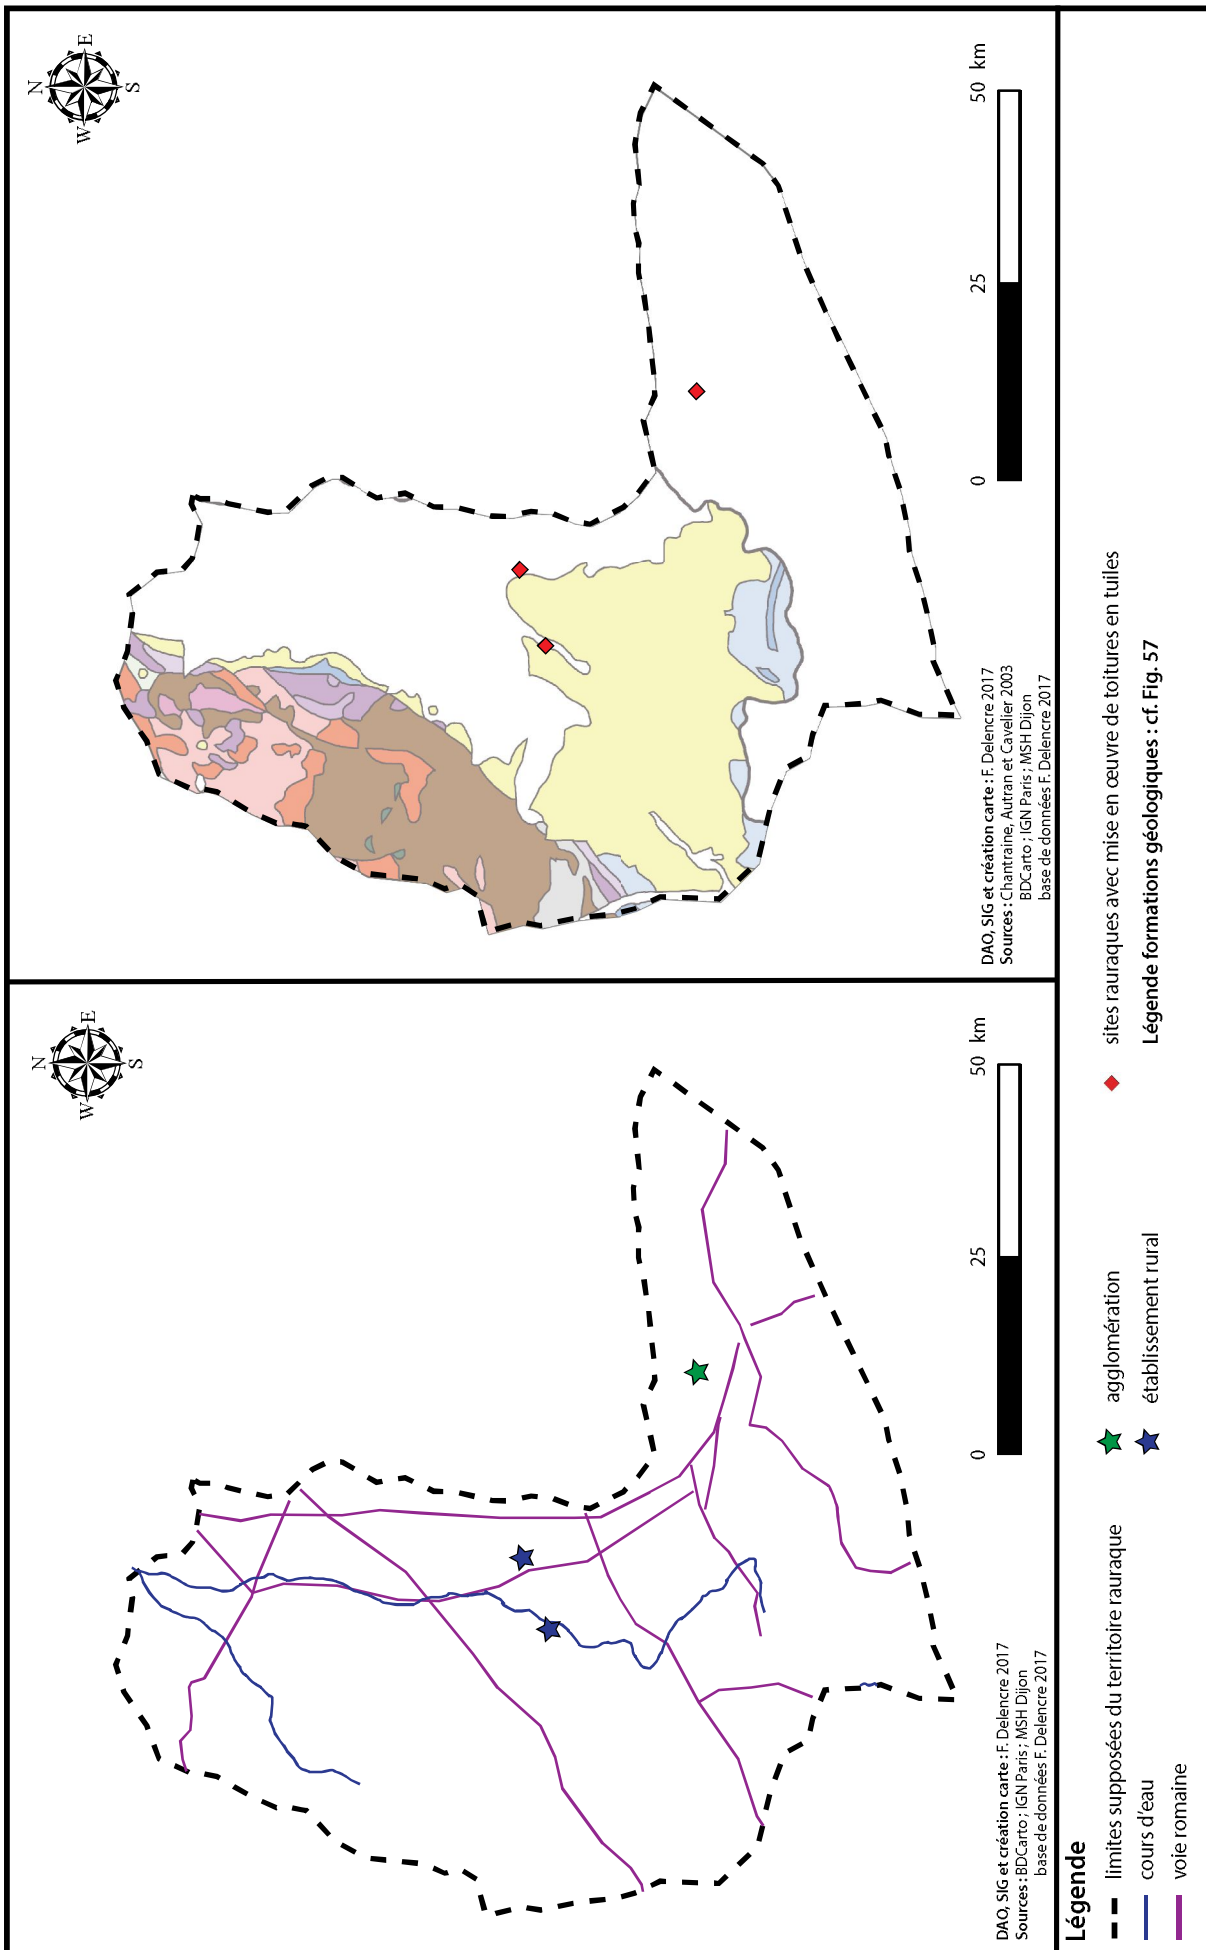 N
E
S
W
0
25
50 km
DAO, SIG et création carte : F. Delencre 2017
Sources : BDCarto ; IGN Paris ; MSH Dijon
base de données F. Delencre 2017
N
E
S
W
0
25
50 km
DAO, SIG et création carte : F. Delencre 2017
Sources : Chantraine, Autran et Cavelier 2003
BDCarto ; IGN Paris ; MSH Dijon
base de données F. Delencre 2017
Légende
limites supposées du territoire rauraque
cours d'eau
voie romaine
agglomération
établissement rural
sites rauraques avec mise en œuvre de toitures en tuiles
Légende formations géologiques : cf. Fig. 57